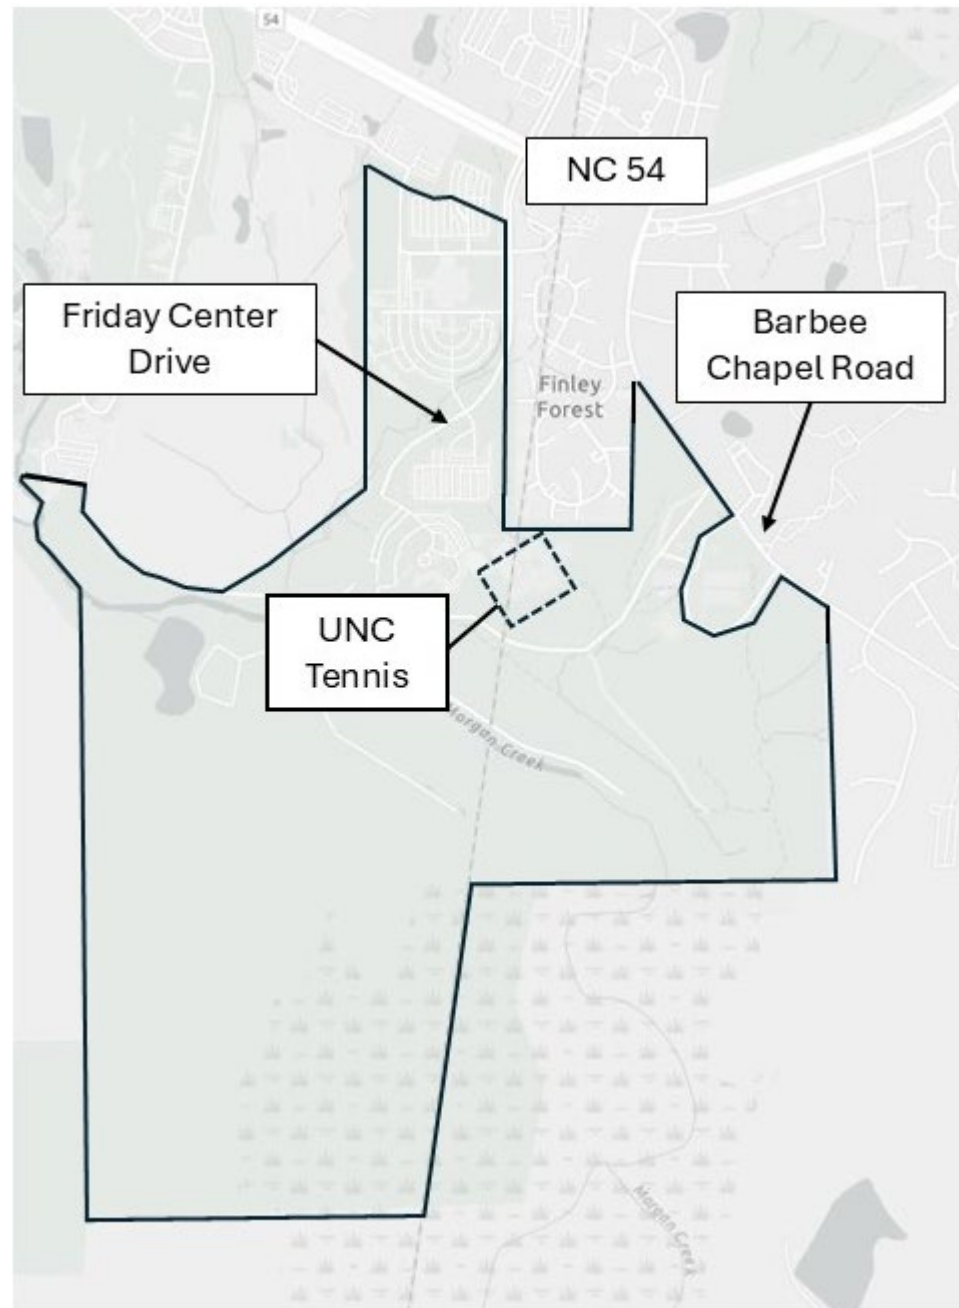 54
NC 54
Friday Center
Drive
Barbee
Chapel Road
Finley
Forest
UNC
Tennis
Morgan Creek
Morgan Creek